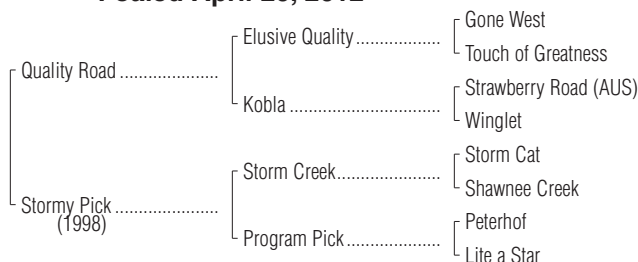 Foaled April 2012
Gone West
Elusive Quality ...................
Touch of Greatness
Quality Road ......................
Strawberry Road (AUS)
Kobla ..................................
Winglet
Storm Cat
Storm Creek.......................
Shawnee Creek
Stormy Pick .......................
(1998)
Peterhof
Program Pick.....................
Lite a Star